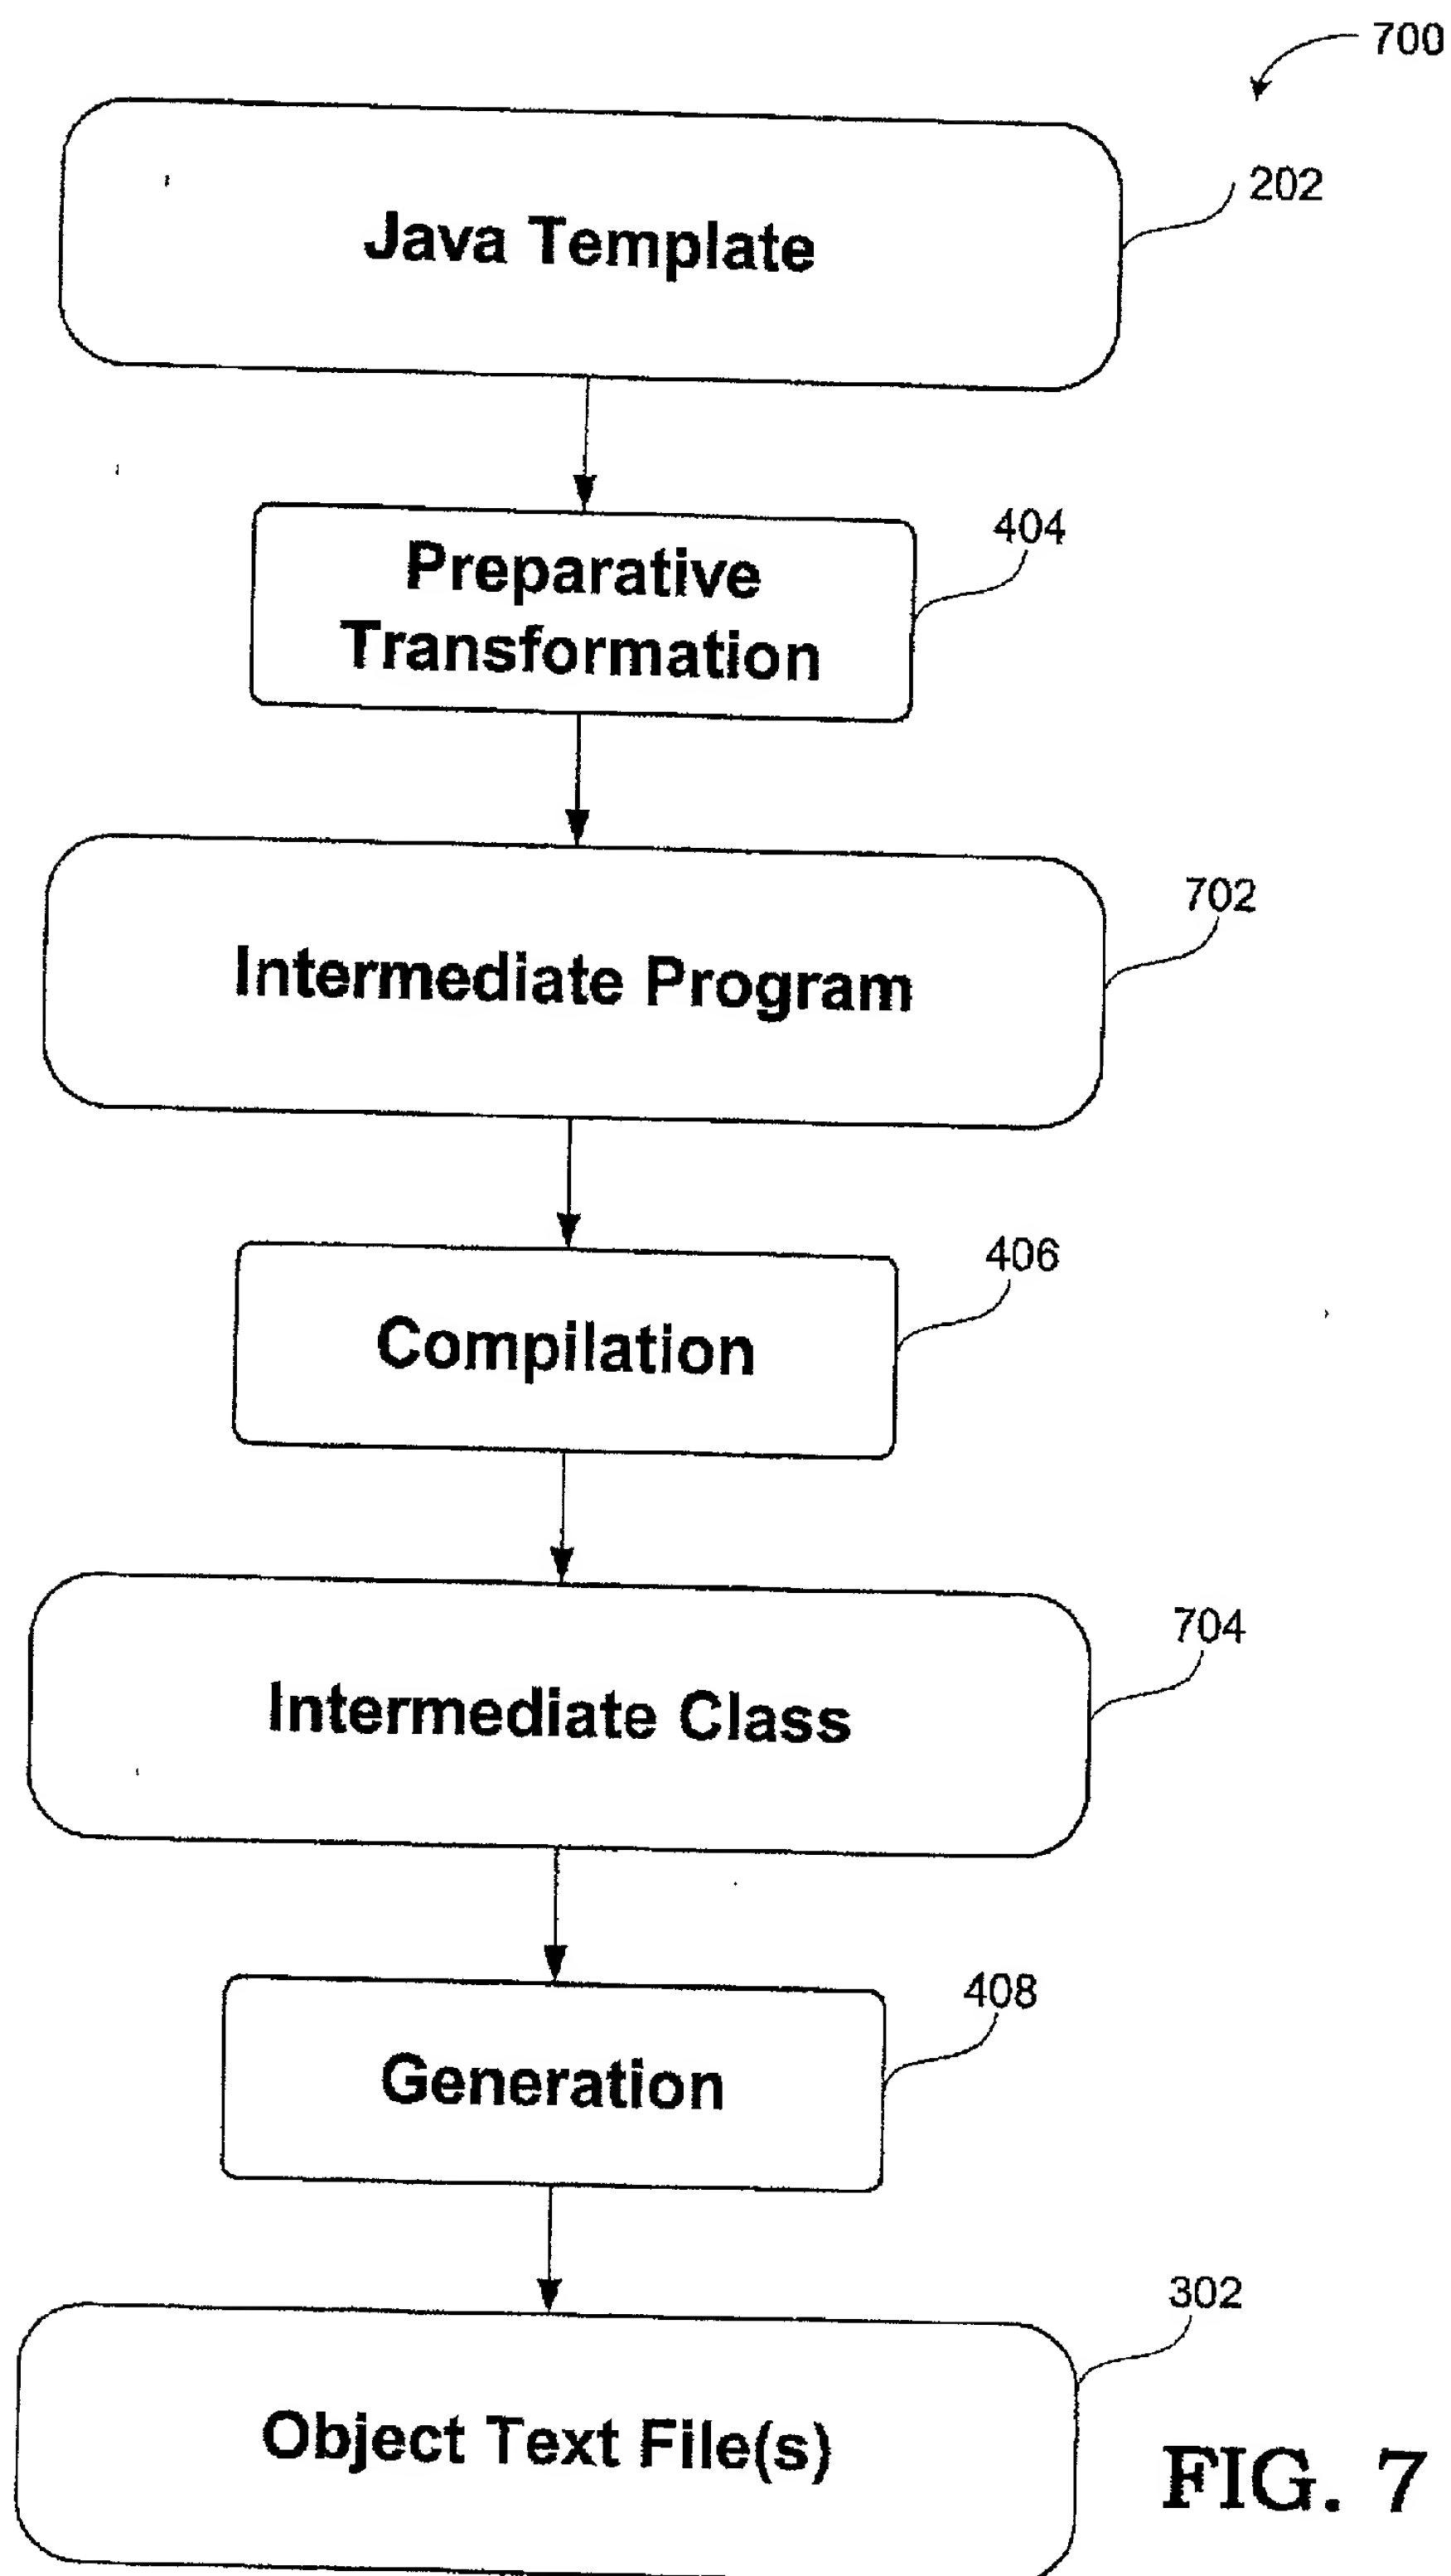 700
202
Java Template
404
Preparative
Transformation
702
Intermediate Program
406
Compilation
704
Intermediate Class
408
Generation
302
Object Text File(s)
FIG. 7